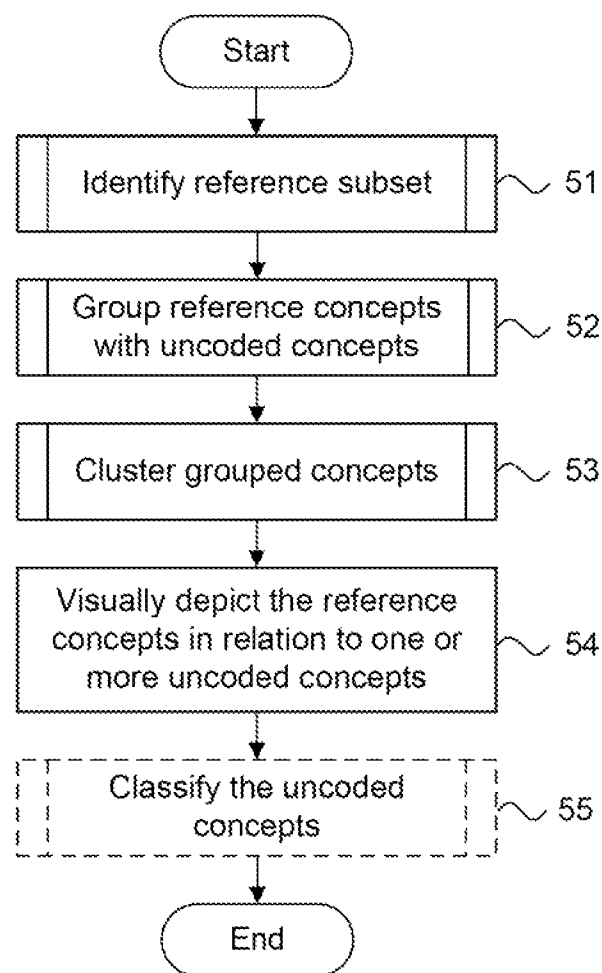 Start
Identify reference subset
51
Group reference concepts
with uncoded concepts
52
Cluster grouped concepts
53
Visually depict the reference
concepts in relation to one or
more uncoded concepts
54
Classify the uncoded
concepts
55
End